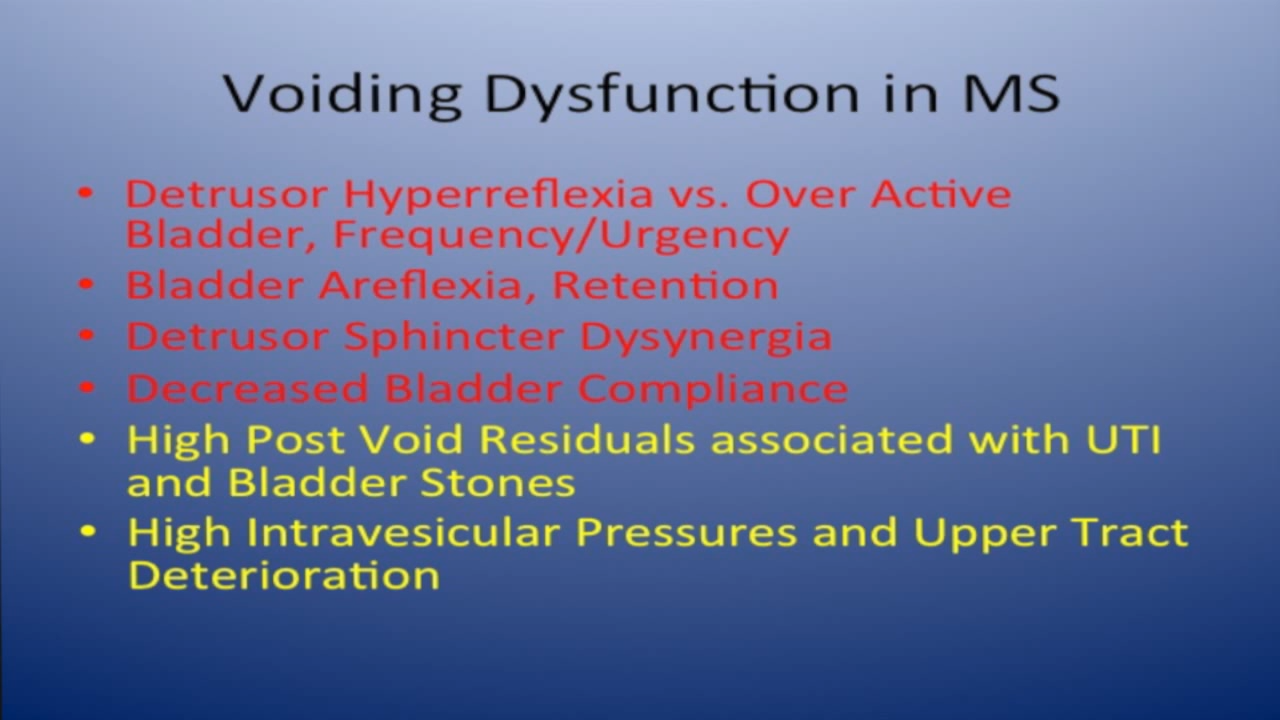 Voiding Dysfunction in MS
• Detrusor Hyperreflexia vs. Over Active
Bladder, Frequency/Urgency
• Bladder Areflexia, Retention
• Detrusor Sphincter Dysynergia
• Decreased Bladder Compliance
• High Post Void Residuals associated with UTI
and Bladder Stones
• High Intravesicular Pressures and Upper Tract
Deterioration